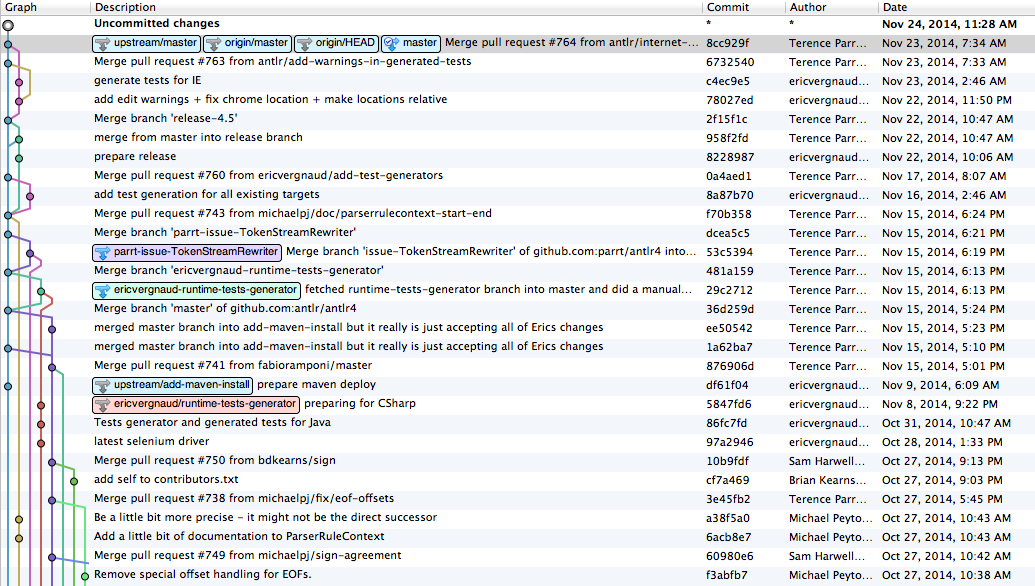 Graph Description Commit Author Date
Uncommitted changes * * Nov 24, 2014, 11:28 AM
upstream/master origin/master origin/HEAD master Merge pull request #764 from antlr/internet-... 8cc929f Terence Parr... Nov 23, 2014, 7:34 AM
Merge pull request #763 from antlr/add-warnings-in-generated-tests 6732540 Terence Parr... Nov 23, 2014, 7:33 AM
generate tests for IE c4ec9e5 ericvergnaud... Nov 23, 2014, 2:46 AM
add edit warnings + fix chrome location + make locations relative 78027ed ericvergnaud... Nov 22, 2014, 11:50 PM
Merge branch 'release-4.5' 2f15f1c Terence Parr... Nov 22, 2014, 10:47 AM
merge from master into release branch 958f2fd Terence Parr... Nov 22, 2014, 10:47 AM
prepare release 8228987 ericvergnaud... Nov 22, 2014, 10:06 AM
Merge pull request #760 from ericvergnaud/add-test-generators 0a4aed1 Terence Parr... Nov 17, 2014, 8:07 AM
add test generation for all existing targets 8a87b70 ericvergnaud... Nov 16, 2014, 2:46 AM
Merge pull request #743 from michaelpj/doc/parserrulecontext-start-end f70b358 Terence Parr... Nov 15, 2014, 6:24 PM
Merge branch 'parrt-issue-TokenStreamRewriter' dcea5c5 Terence Parr... Nov 15, 2014, 6:21 PM
parrt-issue-TokenStreamRewriter Merge branch 'issue-TokenStreamRewriter' of github.com:parrt/antlr4 into... 53c5394 Terence Parr... Nov 15, 2014, 6:19 PM
Merge branch 'ericvergnaud-runtime-tests-generator' 481a159 Terence Parr... Nov 15, 2014, 6:13 PM
ericvergnaud-runtime-tests-generator fetched runtime-tests-generator branch into master and did a manual... 29c2712 Terence Parr... Nov 15, 2014, 6:13 PM
Merge branch 'master' of github.com:antlr/antlr4 36d259d Terence Parr... Nov 15, 2014, 5:24 PM
merged master branch into add-maven-install but it really is just accepting all of Erics changes ee50542 Terence Parr... Nov 15, 2014, 5:23 PM
merged master branch into add-maven-install but it really is just accepting all of Erics changes 1a62ba7 Terence Parr... Nov 15, 2014, 5:10 PM
Merge pull request #741 from fabioramponi/master 876906d Terence Parr... Nov 15, 2014, 5:01 PM
upstream/add-maven-install prepare maven deploy df61f04 ericvergnaud... Nov 9, 2014, 6:09 AM
ericvergnaud/runtime-tests-generator preparing for CSharp 5847fd6 ericvergnaud... Nov 8, 2014, 9:22 PM
Tests generator and generated tests for Java 86fc7fd ericvergnaud... Oct 31, 2014, 10:47 AM
latest selenium driver 97a2946 ericvergnaud... Oct 28, 2014, 1:33 PM
Merge pull request #750 from bdkearns/sign 10b9fdf Sam Harwell... Oct 27, 2014, 9:13 PM
add self to contributors.txt cf7a469 Brian Kearns... Oct 27, 2014, 9:03 PM
Merge pull request #738 from michaelpj/fix/eof-offsets 3e45fb2 Terence Parr... Oct 27, 2014, 5:45 PM
Be a little bit more precise - it might not be the direct successor a38f5a0 Michael Peyto... Oct 27, 2014, 10:43 AM
Add a little bit of documentation to ParserRuleContext 6acb8e7 Michael Peyto... Oct 27, 2014, 10:43 AM
Merge pull request #749 from michaelpj/sign-agreement 60980e6 Sam Harwell... Oct 27, 2014, 10:42 AM
Remove special offset handling for EOFs. f3abfb7 Michael Peyto... Oct 27, 2014, 10:38 AM